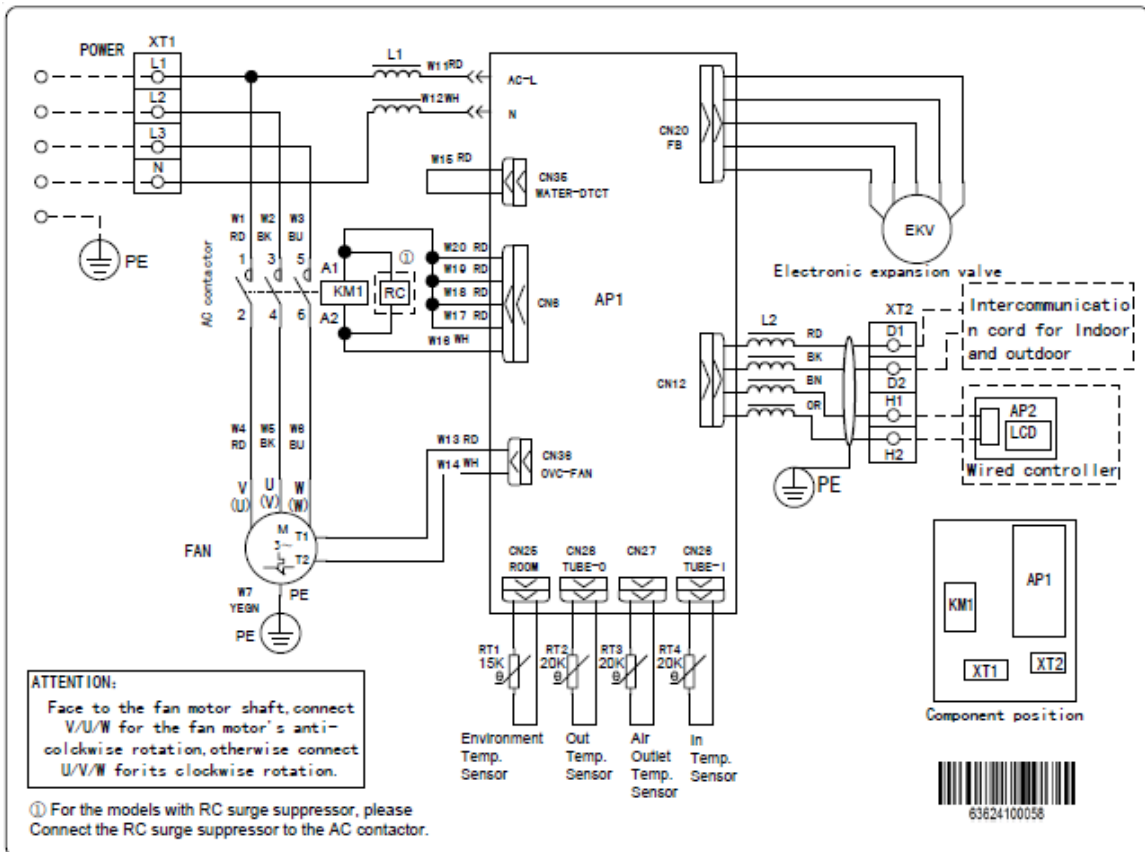 POWER
XT1
L1
L2
L3
N
PE
L1
W11RD
W12WH
AC-L
N
W15 RD
CN35
WATER-DTCT
W1 W2 W3
RD BK BU
1 3 5
AC contactor
2 4 6
A1
KM1
A2
①
RC
W20 RD
W19 RD
W18 RD
W17 RD
W16 WH
CN6
AP1
CN20
FB
EKV
Electronic expansion valve
L2
RD
BK
BN
OR
CN12
PE
XT2
D1
D2
H1
H2
Intercommunicatio
n cord for Indoor
and outdoor
AP2
LCD
Wired controller
W4 W5 W6
RD BK BU
V U W
(U) (V) (W)
FAN
M
3~
T1
T2
W7
YEGN
PE
PE
W13 RD
W14 WH
CN36
OVC-FAN
CN25
ROOM
CN28
TUBE-O
CN27
CN26
TUBE-I
RT1
15K
θ
RT2
20K
θ
RT3
20K
θ
RT4
20K
θ
Environment
Temp.
Sensor
Out
Temp.
Sensor
Air
Outlet
Temp.
Sensor
In
Temp.
Sensor
KM1
AP1
XT1
XT2
Component position
63624100058
ATTENTION:
Face to the fan motor shaft, connect
V/U/W for the fan motor's anti-
colckwise rotation, otherwise connect
U/V/W forits clockwise rotation.
① For the models with RC surge suppressor, please
Connect the RC surge suppressor to the AC contactor.